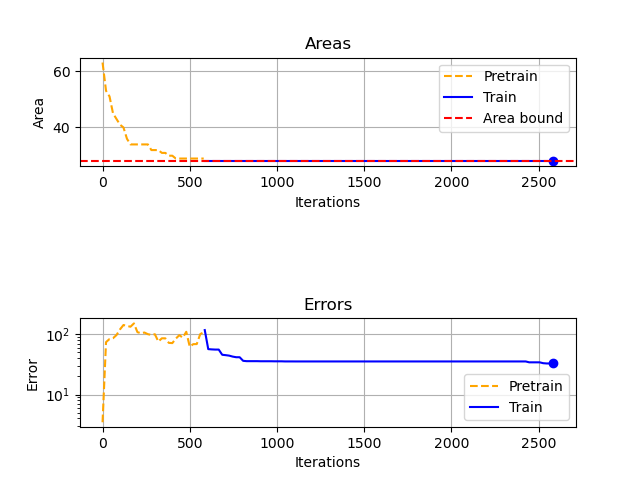 Areas
60
40
Area
Pretrain
Train
Area bound
0
500
1000
1500
2000
2500
Iterations
Errors
10²
10¹
Error
Pretrain
Train
0
500
1000
1500
2000
2500
Iterations